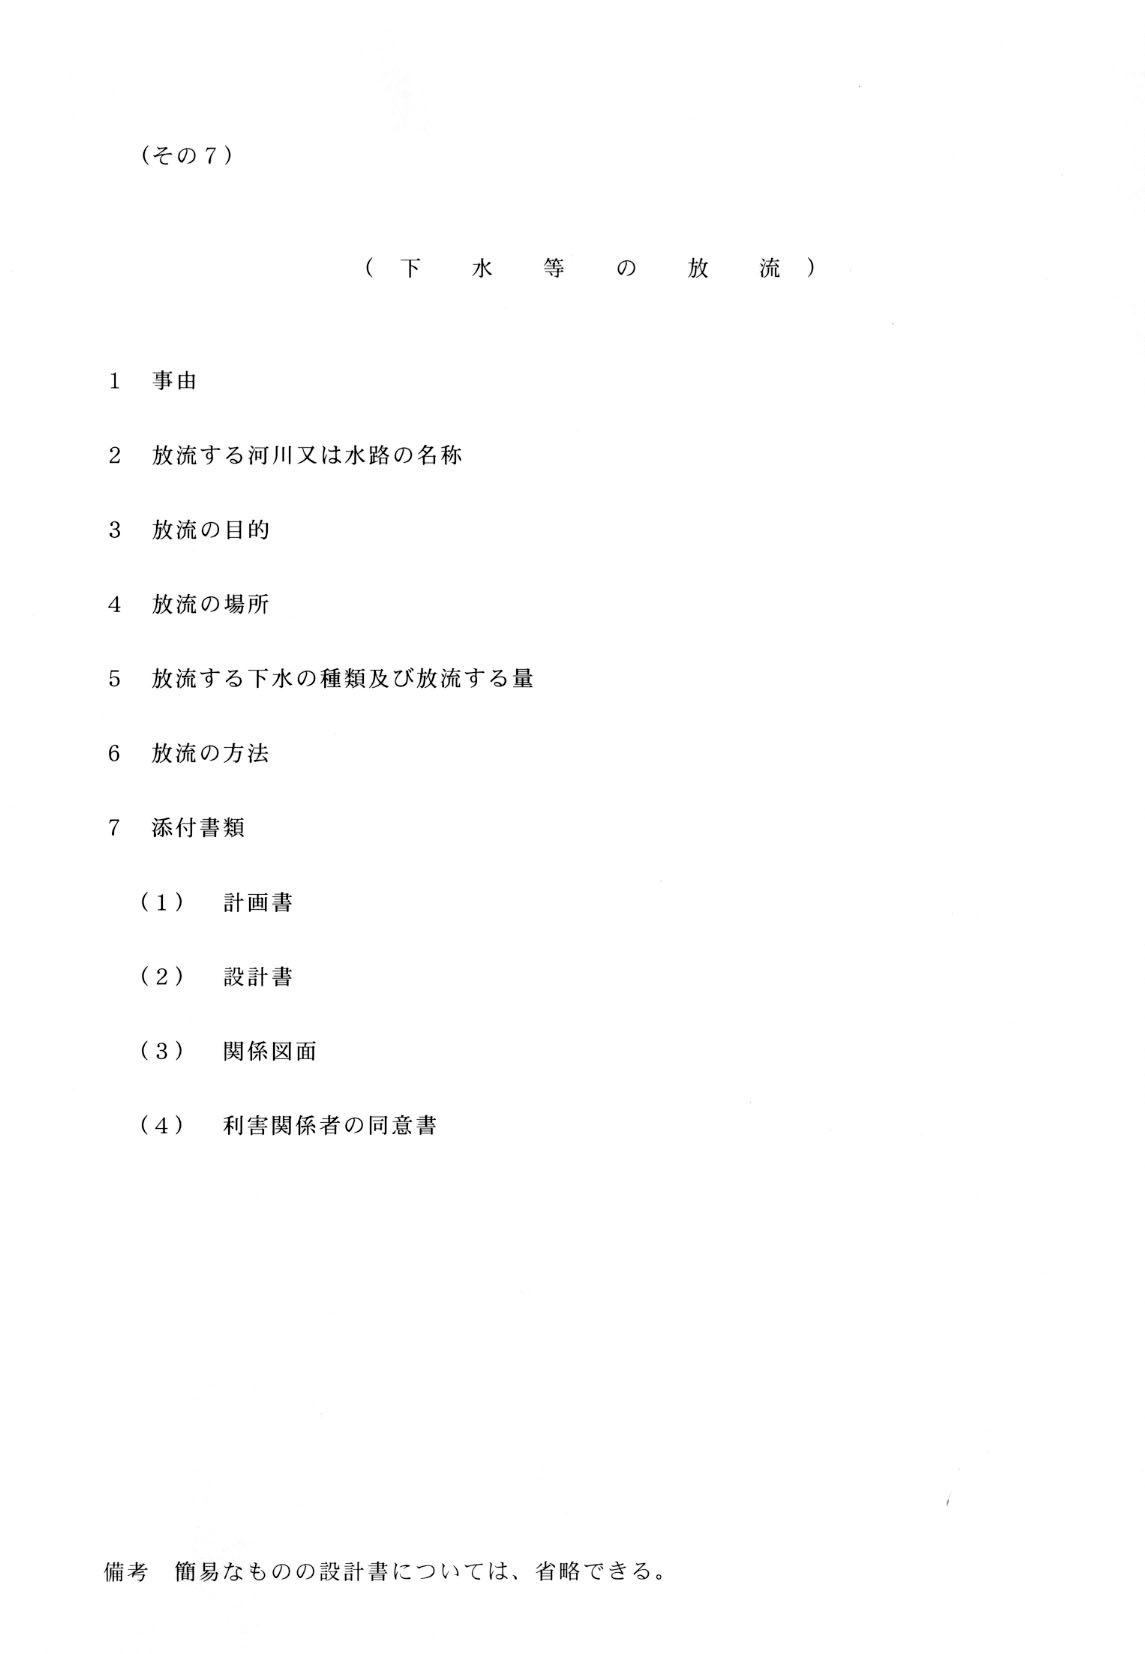 （その７）
（下水等の放流）
１　事由
２　放流する河川又は水路の名称
３　放流の目的
４　放流の場所
５　放流する下水の種類及び放流する量
６　放流の方法
７　添付書類
（１）　計画書
（２）　設計書
（３）　関係図面
（４）　利害関係者の同意書
備考　簡易なものの設計書については、省略できる。